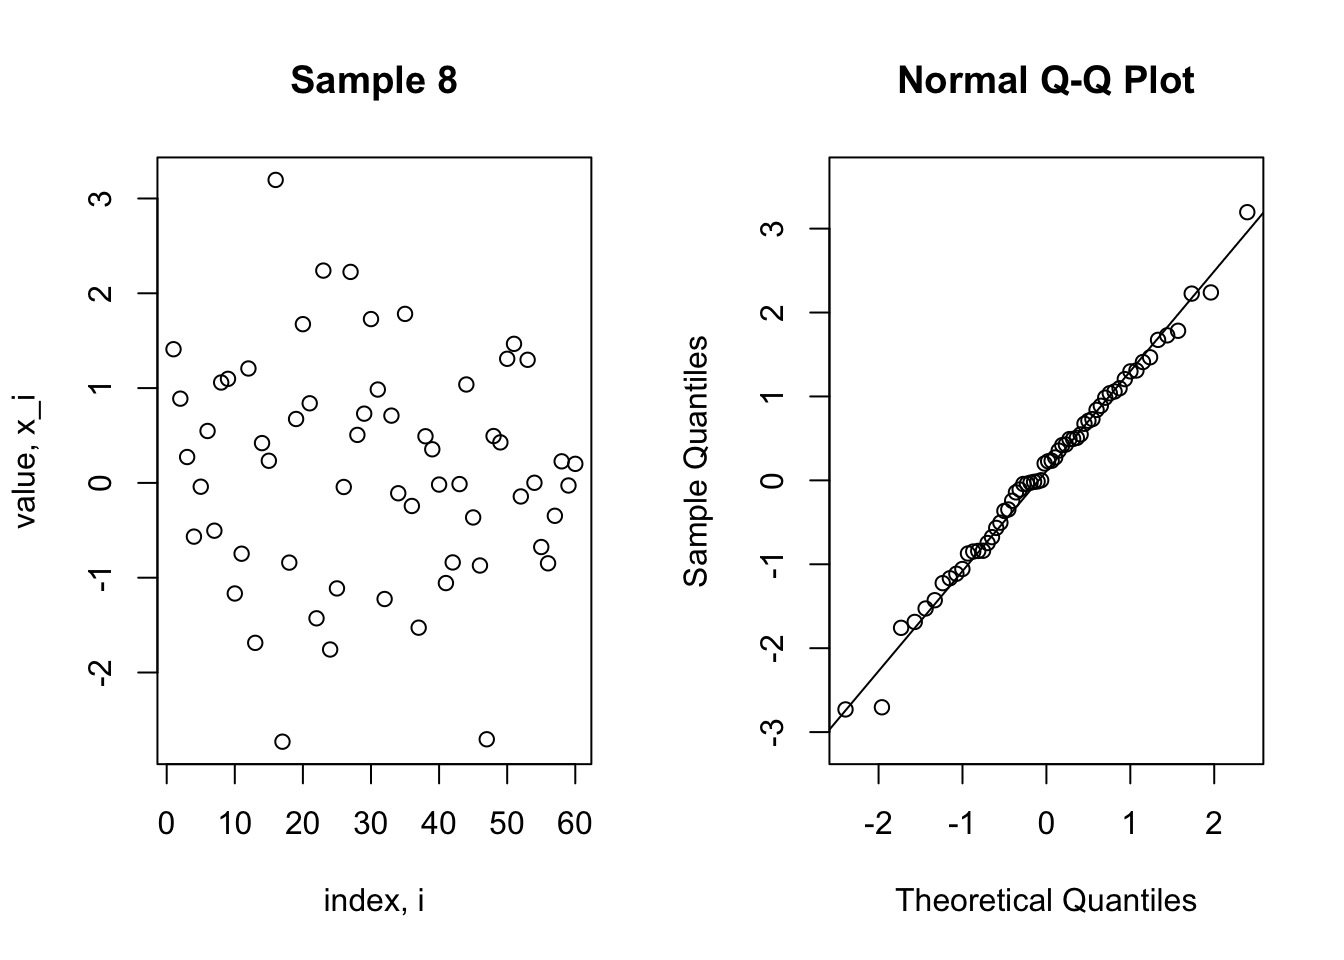 Sample 8
value, x_i
3
2
1
0
-1
-2
0 10 20 30 40 50 60
index, i
Normal Q-Q Plot
Sample Quantiles
3
2
1
0
-1
-2
-3
-2 -1 0 1 2
Theoretical Quantiles